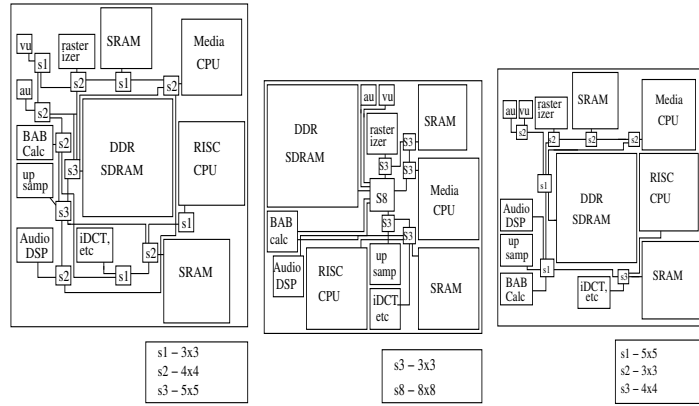 vu
s1
raster
izer
SRAM
s2
s1
s2
Media
CPU
au
s2
BAB
Calc
s2
DDR
SDRAM
RISC
CPU
up
samp
s3
s3
s1
Audio
DSP
s2
iDCT,
etc
s1
s2
SRAM
s1 – 3x3
s2 – 4x4
s3 – 5x5
DDR
SDRAM
au
vu
raster
izer
S3
S3
SRAM
S8
Media
CPU
BAB
calc
S3
S3
Audio
DSP
RISC
CPU
up
samp
iDCT,
etc
SRAM
s3 – 3x3
s8 – 8x8
au
vu
s2
raster
izer
SRAM
s2
s2
s2
Media
CPU
s1
DDR
SDRAM
RISC
CPU
Audio
DSP
up
samp
s1
BAB
Calc
iDCT,
etc
s3
SRAM
s1 – 5x5
s2 – 3x3
s3 – 4x4